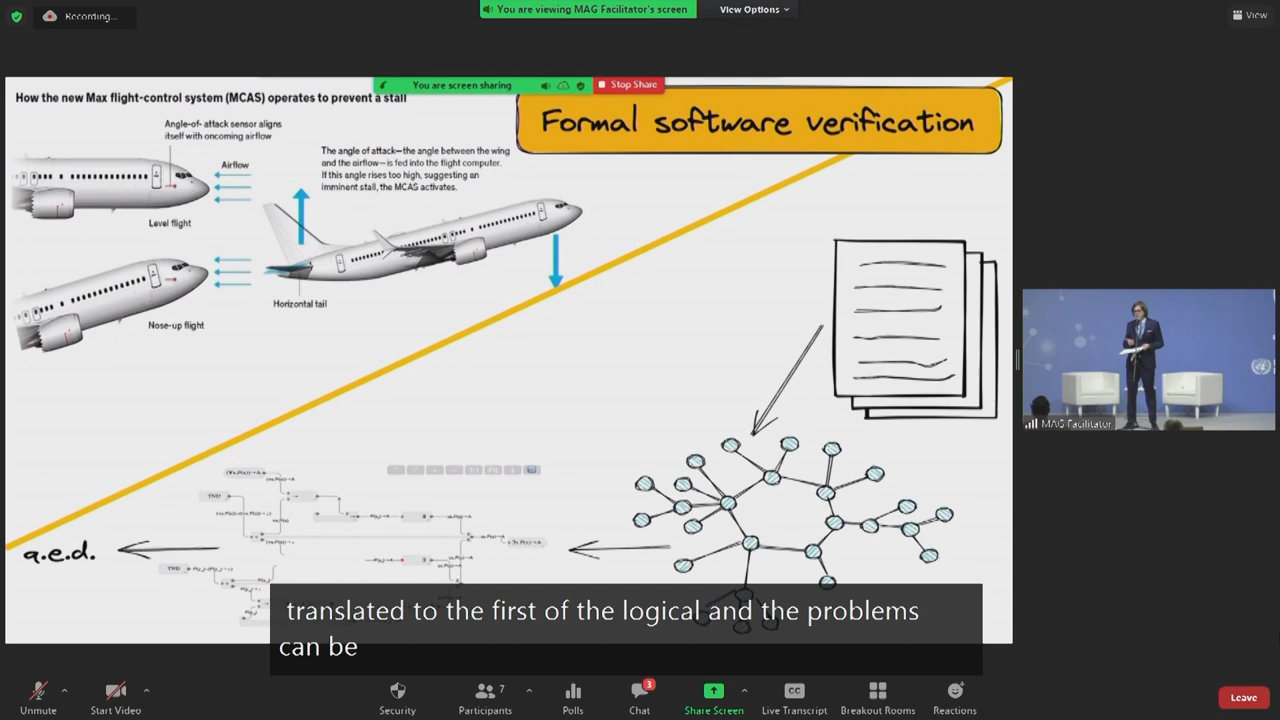 Recording...
You are viewing MAG Facilitator's screen
View Options
View
You are screen sharing
Stop Share
How the new Max flight-control system (MCAS) operates to prevent a stall
Formal software verification
Angle-of- attack sensor aligns
itself with oncoming airflow
Airflow
The angle of attack—the angle between the wing
and the airflow—is fed into the flight computer.
If this angle rises too high, suggesting an
imminent stall, the MCAS activates.
Level flight
Horizontal tail
Nose-up flight
MAG Facilitator
TND
q.e.d.
TND
translated to the first of the logical and the problems
can be
Unmute
Start Video
Security
Participants
7
Polls
Chat
3
Share Screen
CC
Live Transcript
Breakout Rooms
Reactions
Leave